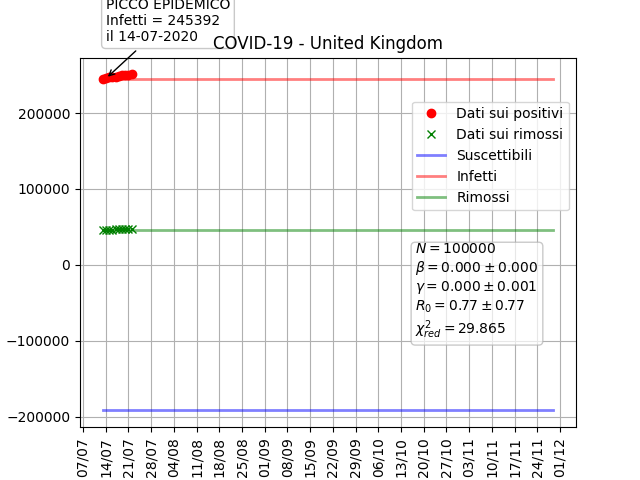 PICCO EPIDEMICO
Infetti = 245392
il 14-07-2020
COVID-19 - United Kingdom
200000
100000
0
−100000
−200000
Dati sui positivi
Dati sui rimossi
Suscettibili
Infetti
Rimossi
N = 100000
β = 0.000 ± 0.000
γ = 0.000 ± 0.001
R₀ = 0.77 ± 0.77
χ²red = 29.865
07/07
14/07
21/07
28/07
04/08
11/08
18/08
25/08
01/09
08/09
15/09
22/09
29/09
06/10
13/10
20/10
27/10
03/11
10/11
17/11
24/11
01/12